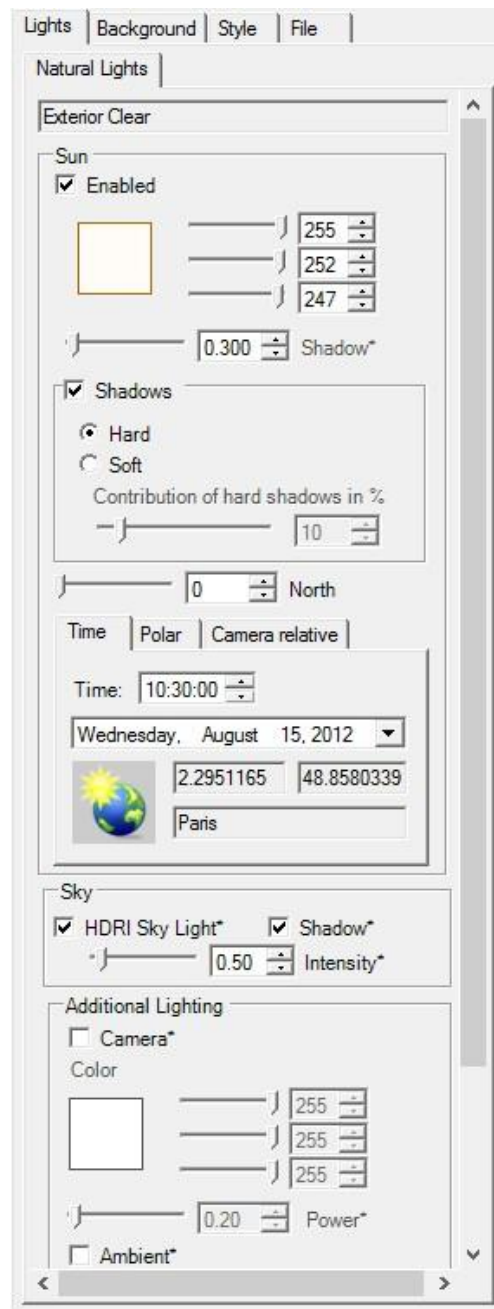 Lights Background Style File
Natural Lights
Exterior Clear
Sun
Enabled
255
252
247
0.300 Shadow*
Shadows
Hard
Soft
Contribution of hard shadows in %
10
0 North
Time Polar Camera relative
Time: 10:30:00
Wednesday, August 15, 2012
2.2951165 48.8580339
Paris
Sky
HDRI Sky Light* Shadow*
0.50 Intensity*
Additional Lighting
Camera*
Color
255
255
255
0.20 Power*
Ambient*